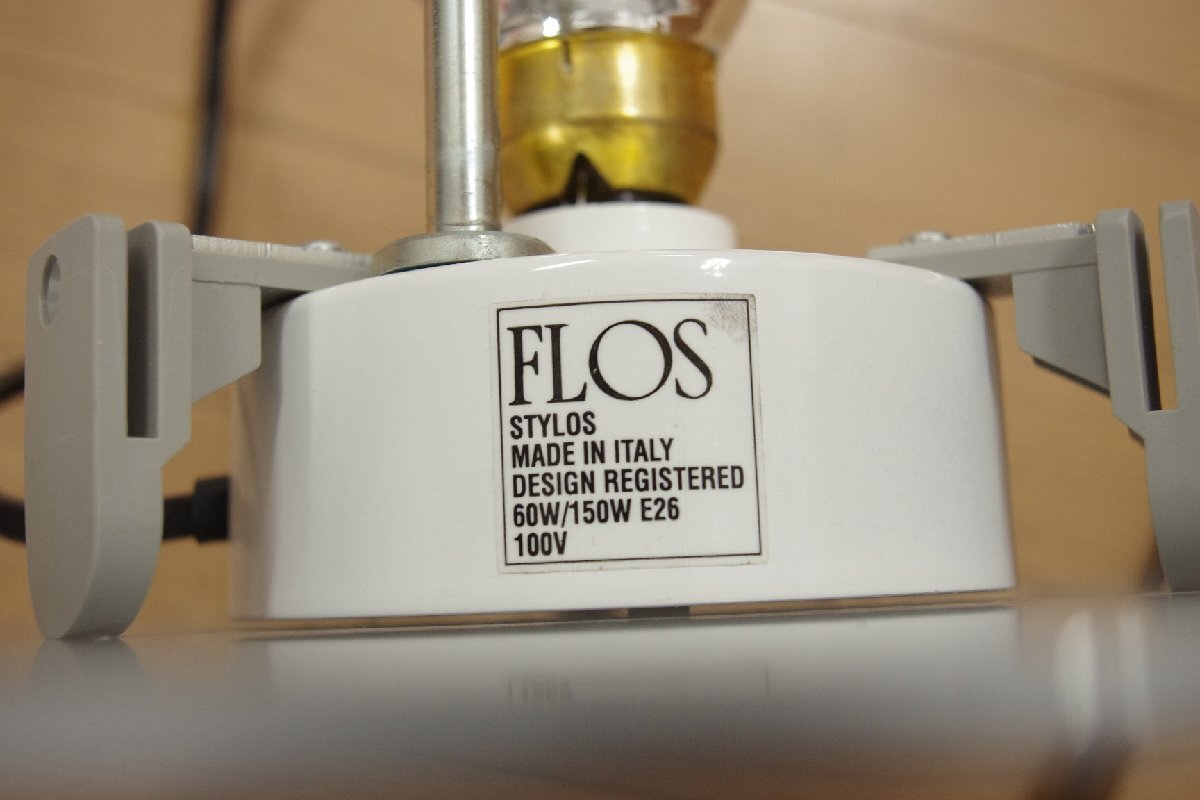 FLOS
STYLOS
MADE IN ITALY
DESIGN REGISTERED
60W/150W E26
100V